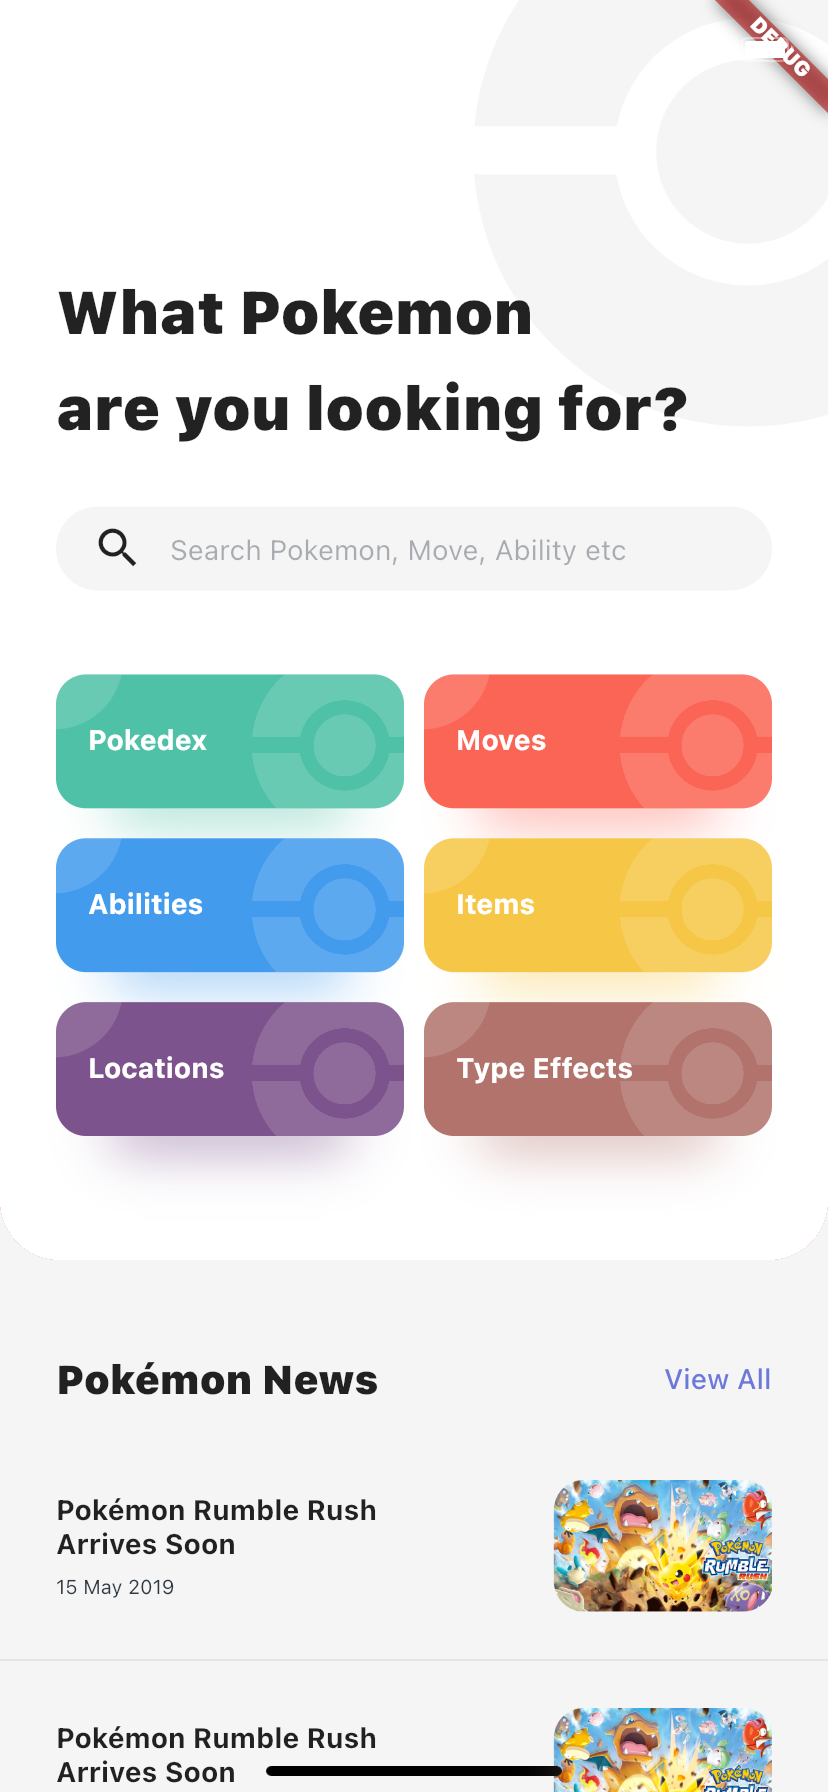 DEBUG
What Pokemon
are you looking for?
Search Pokemon, Move, Ability etc
Pokedex
Moves
Abilities
Items
Locations
Type Effects
Pokémon News
View All
Pokémon Rumble Rush
Arrives Soon
15 May 2019
POKÉMON
RUMBLE
RUSH
Pokémon Rumble Rush
Arrives Soon
POKÉMON